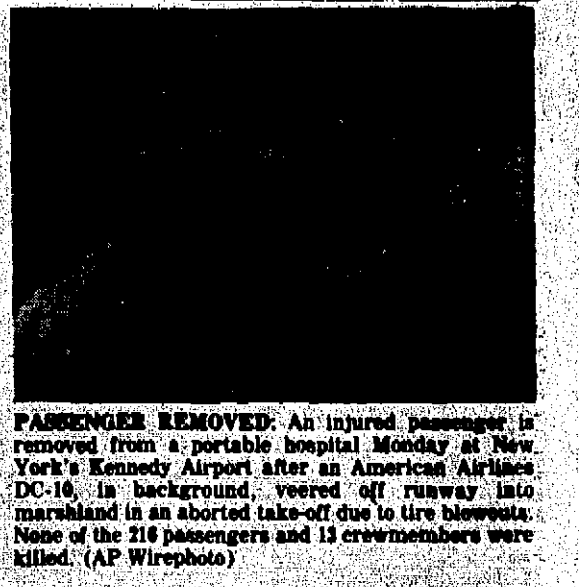 PASSENGER REMOVED: An injured passenger is
removed from a portable hospital Monday at New
York's Kennedy Airport after an American Airlines
DC-10, in background, veered off runway into
marshland in an aborted take-off due to tire blowouts.
None of the 216 passengers and 13 crewmembers were
killed. (AP Wirephoto)